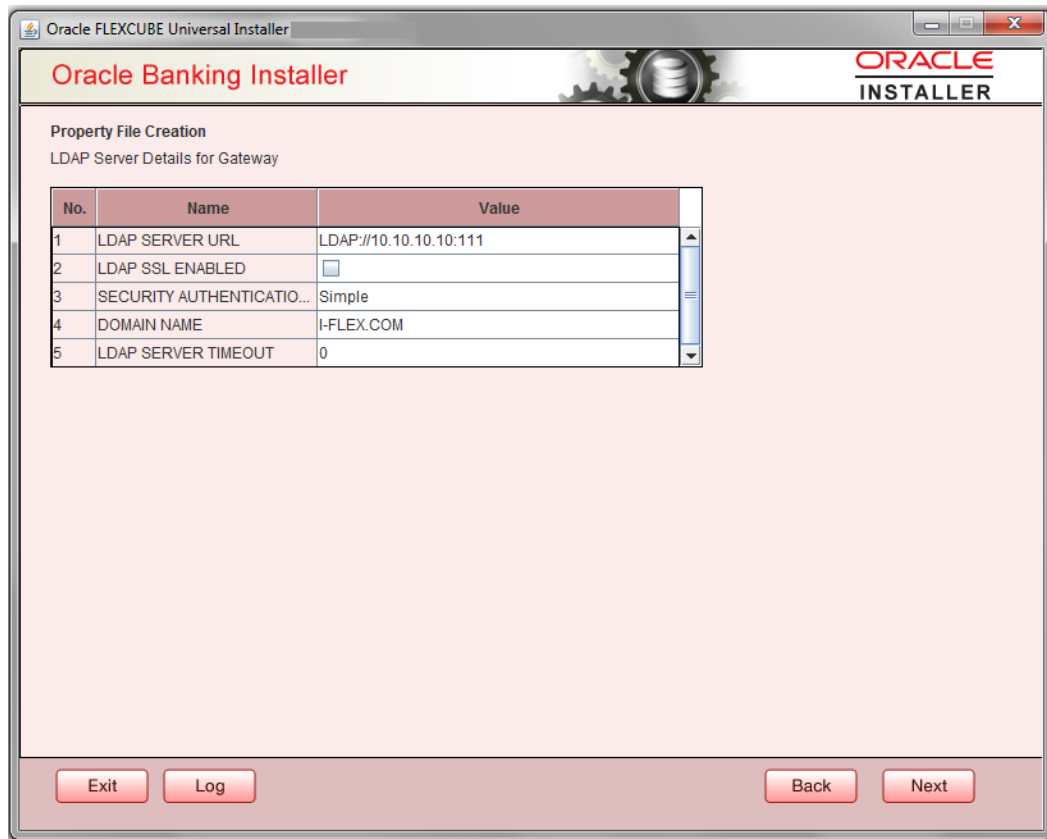 Oracle FLEXCUBE Universal Installer
Oracle Banking Installer
ORACLE
INSTALLER
Property File Creation
LDAP Server Details for Gateway
No. Name Value
1 LDAP SERVER URL LDAP://10.10.10.10:111
2 LDAP SSL ENABLED
3 SECURITY AUTHENTICATIO... Simple
4 DOMAIN NAME I-FLEX.COM
5 LDAP SERVER TIMEOUT 0
Exit Log Back Next